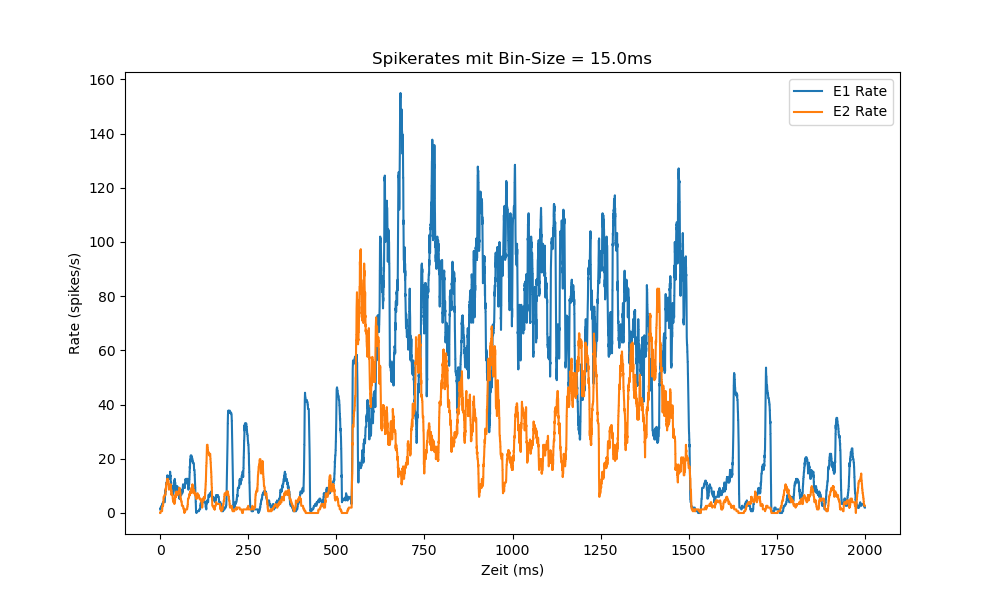 Spikerates mit Bin-Size = 15.0ms
E1 Rate
E2 Rate
Rate (spikes/s)
160
140
120
100
80
60
40
20
0
0 250 500 750 1000 1250 1500 1750 2000
Zeit (ms)